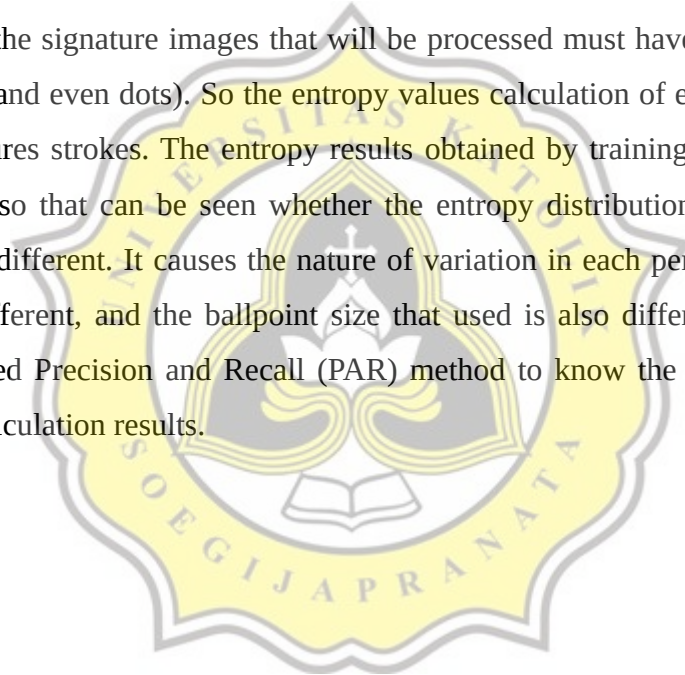 the signature images that will be processed must have
and even dots). So the entropy values calculation of e
res strokes. The entropy results obtained by training
so that can be seen whether the entropy distribution
different. It causes the nature of variation in each per
fferent, and the ballpoint size that used is also differ
ed Precision and Recall (PAR) method to know the
lculation results.
UNIVERSITAS KATOLIK
SOEGIJAPRANATA